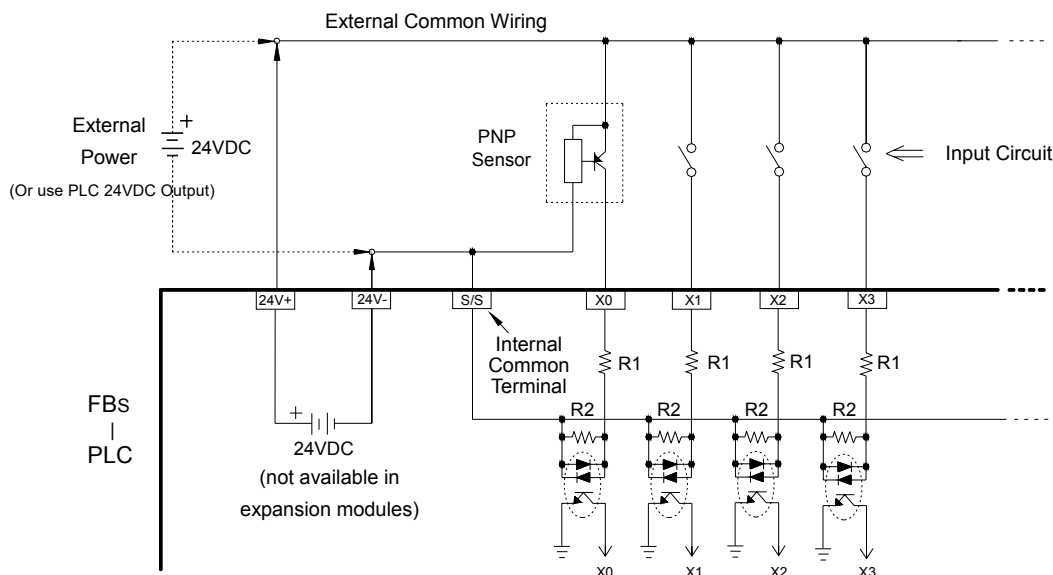 External Common Wiring
External
Power
+
24VDC
(Or use PLC 24VDC Output)
PNP
Sensor
Input Circuit
24V+
24V-
S/S
X0
X1
X2
X3
Internal
Common
Terminal
R1
R1
R1
R1
R2
R2
R2
R2
FBs
|
PLC
+
24VDC
(not available in
expansion modules)
X0
X1
X2
X3